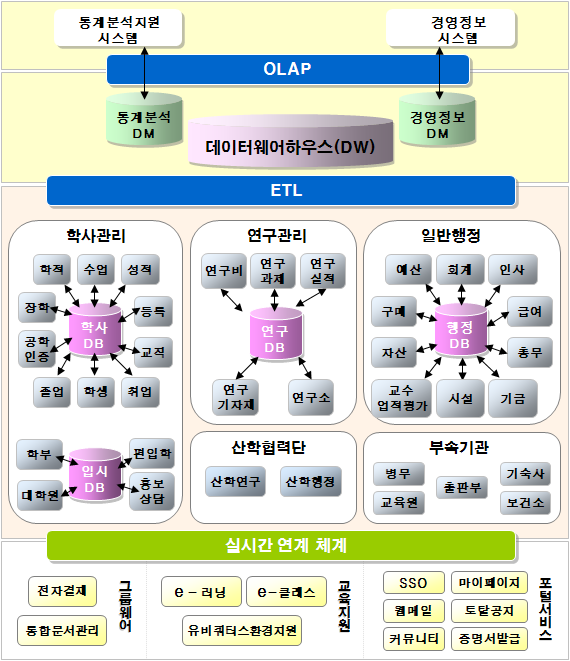 통계분석지원
시스템
경영정보
시스템
OLAP
통계분석
DM
경영정보
DM
데이터웨어하우스(DW)
ETL
학사관리
학적
수업
성적
장학
등록
학사
DB
공학
인증
교직
졸업
학생
취업
학부
편입학
입시
DB
대학원
홍보
상담
연구관리
연구비
연구
과제
연구
실적
연구
DB
연구
기자재
연구소
일반행정
예산
회계
인사
구매
급여
행정
DB
자산
총무
교수
업적평가
시설
기금
산학협력단
산학연구
산학행정
부속기관
병무
기숙사
출판부
교육원
보건소
실시간 연계 체계
전자결재
통합문서관리
그룹웨어
e - 러닝
e-클래스
유비쿼터스환경지원
교육지원
SSO
마이페이지
웹메일
토탈공지
커뮤니티
증명서발급
포털서비스